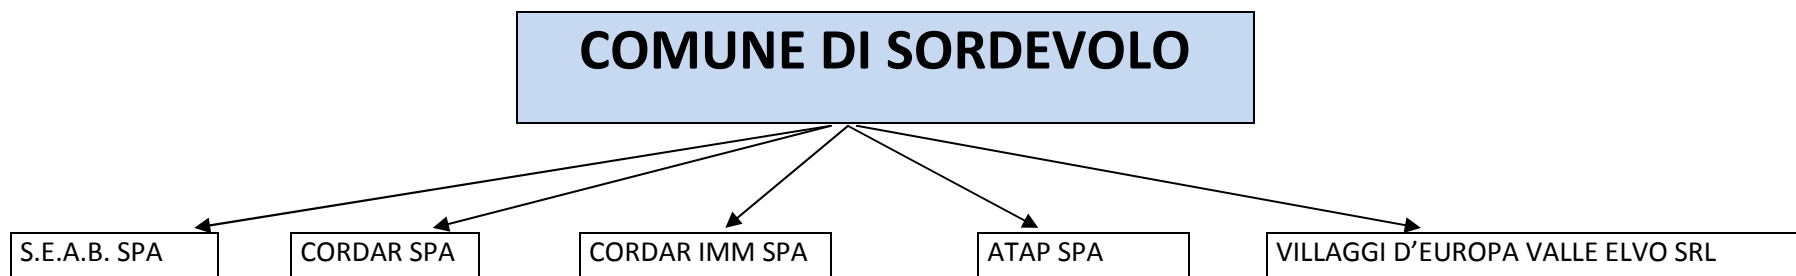 COMUNE DI SORDEVOLO
S.E.A.B. SPA
CORDAR SPA
CORDAR IMM SPA
ATAP SPA
VILLAGGI D'EUROPA VALLE ELVO SRL